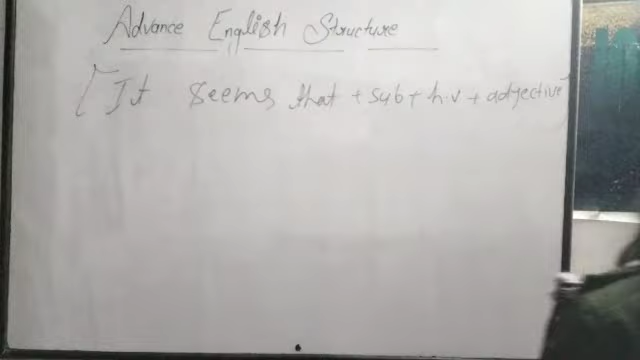 Advance English Structure
[It seems that + sub + h.v + adjective]